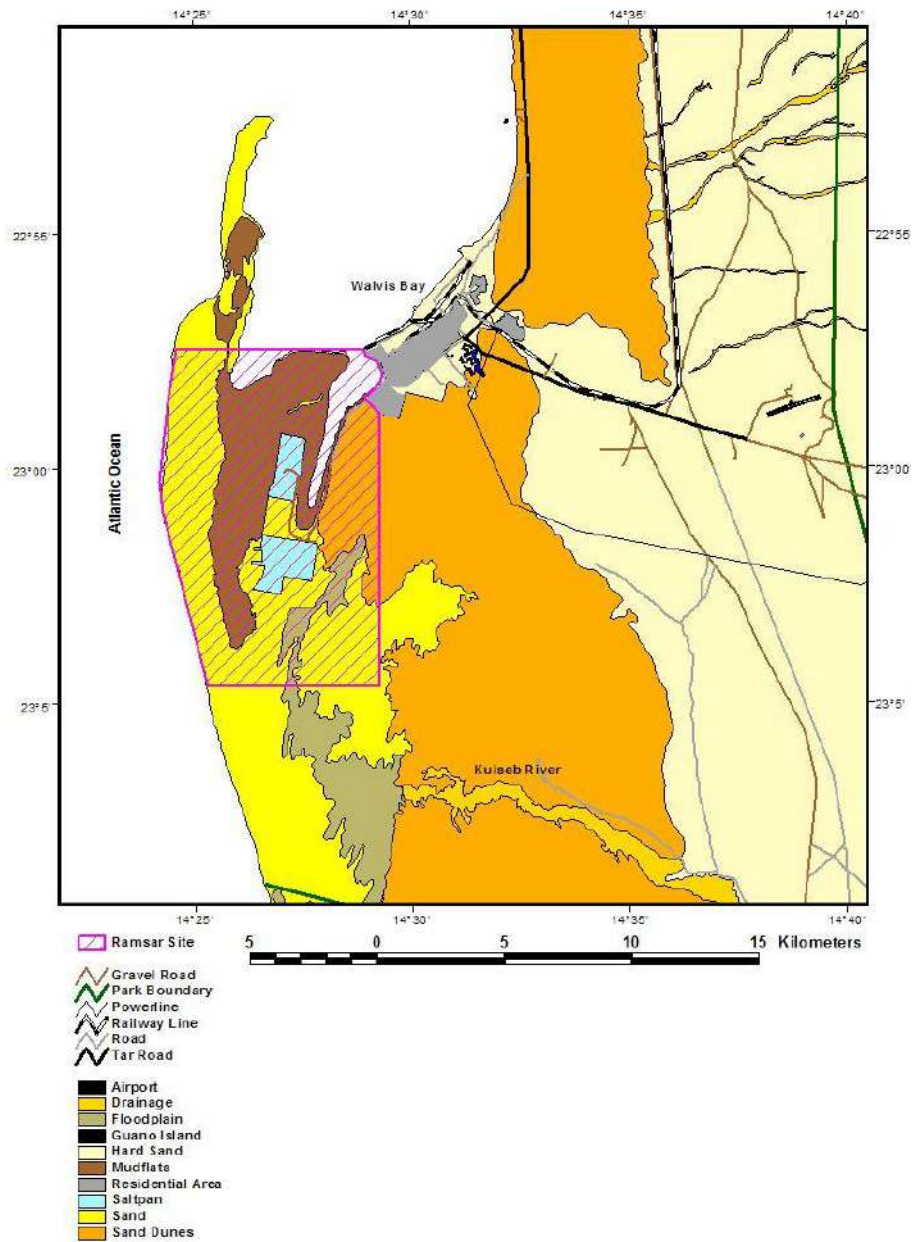 14°25' 14°30' 14°35' 14°40'
22°55' 22°55'
Walvis Bay
Atlantic Ocean
23°00' 23°00'
23°5' 23°5'
Kuiseb River
14°25' 14°30' 14°35' 14°40'
Ramsar Site
5 0 5 10 15 Kilometers
Gravel Road
Park Boundary
Powerline
Railway Line
Road
Tar Road
Airport
Drainage
Floodplain
Guano Island
Hard Sand
Mudflats
Residential Area
Saltpan
Sand
Sand Dunes